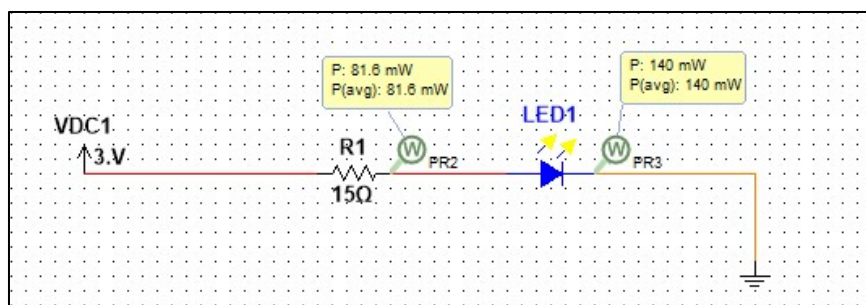 P: 81.6 mW
P(avg): 81.6 mW
P: 140 mW
P(avg): 140 mW
VDC1
3.V
R1
15Ω
PR2
LED1
PR3
W
W